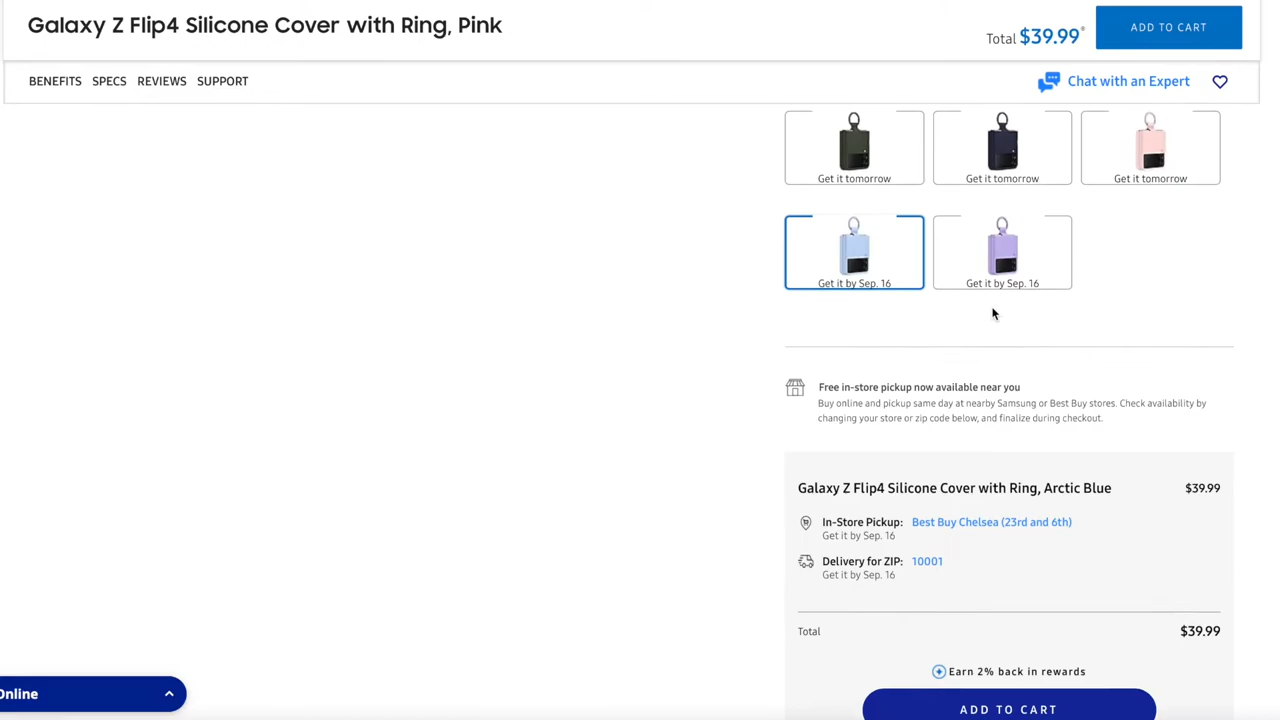 Galaxy Z Flip4 Silicone Cover with Ring, Pink
Total $39.99
ADD TO CART
BENEFITS SPECS REVIEWS SUPPORT
Chat with an Expert
Get it tomorrow
Get it tomorrow
Get it tomorrow
Get it by Sep. 16
Get it by Sep. 16
Free in-store pickup now available near you
Buy online and pickup same day at nearby Samsung or Best Buy stores. Check availability by
changing your store or zip code below, and finalize during checkout.
Galaxy Z Flip4 Silicone Cover with Ring, Arctic Blue $39.99
In-Store Pickup: Best Buy Chelsea (23rd and 6th)
Get it by Sep. 16
Delivery for ZIP: 10001
Get it by Sep. 16
Total $39.99
Earn 2% back in rewards
ADD TO CART
Online